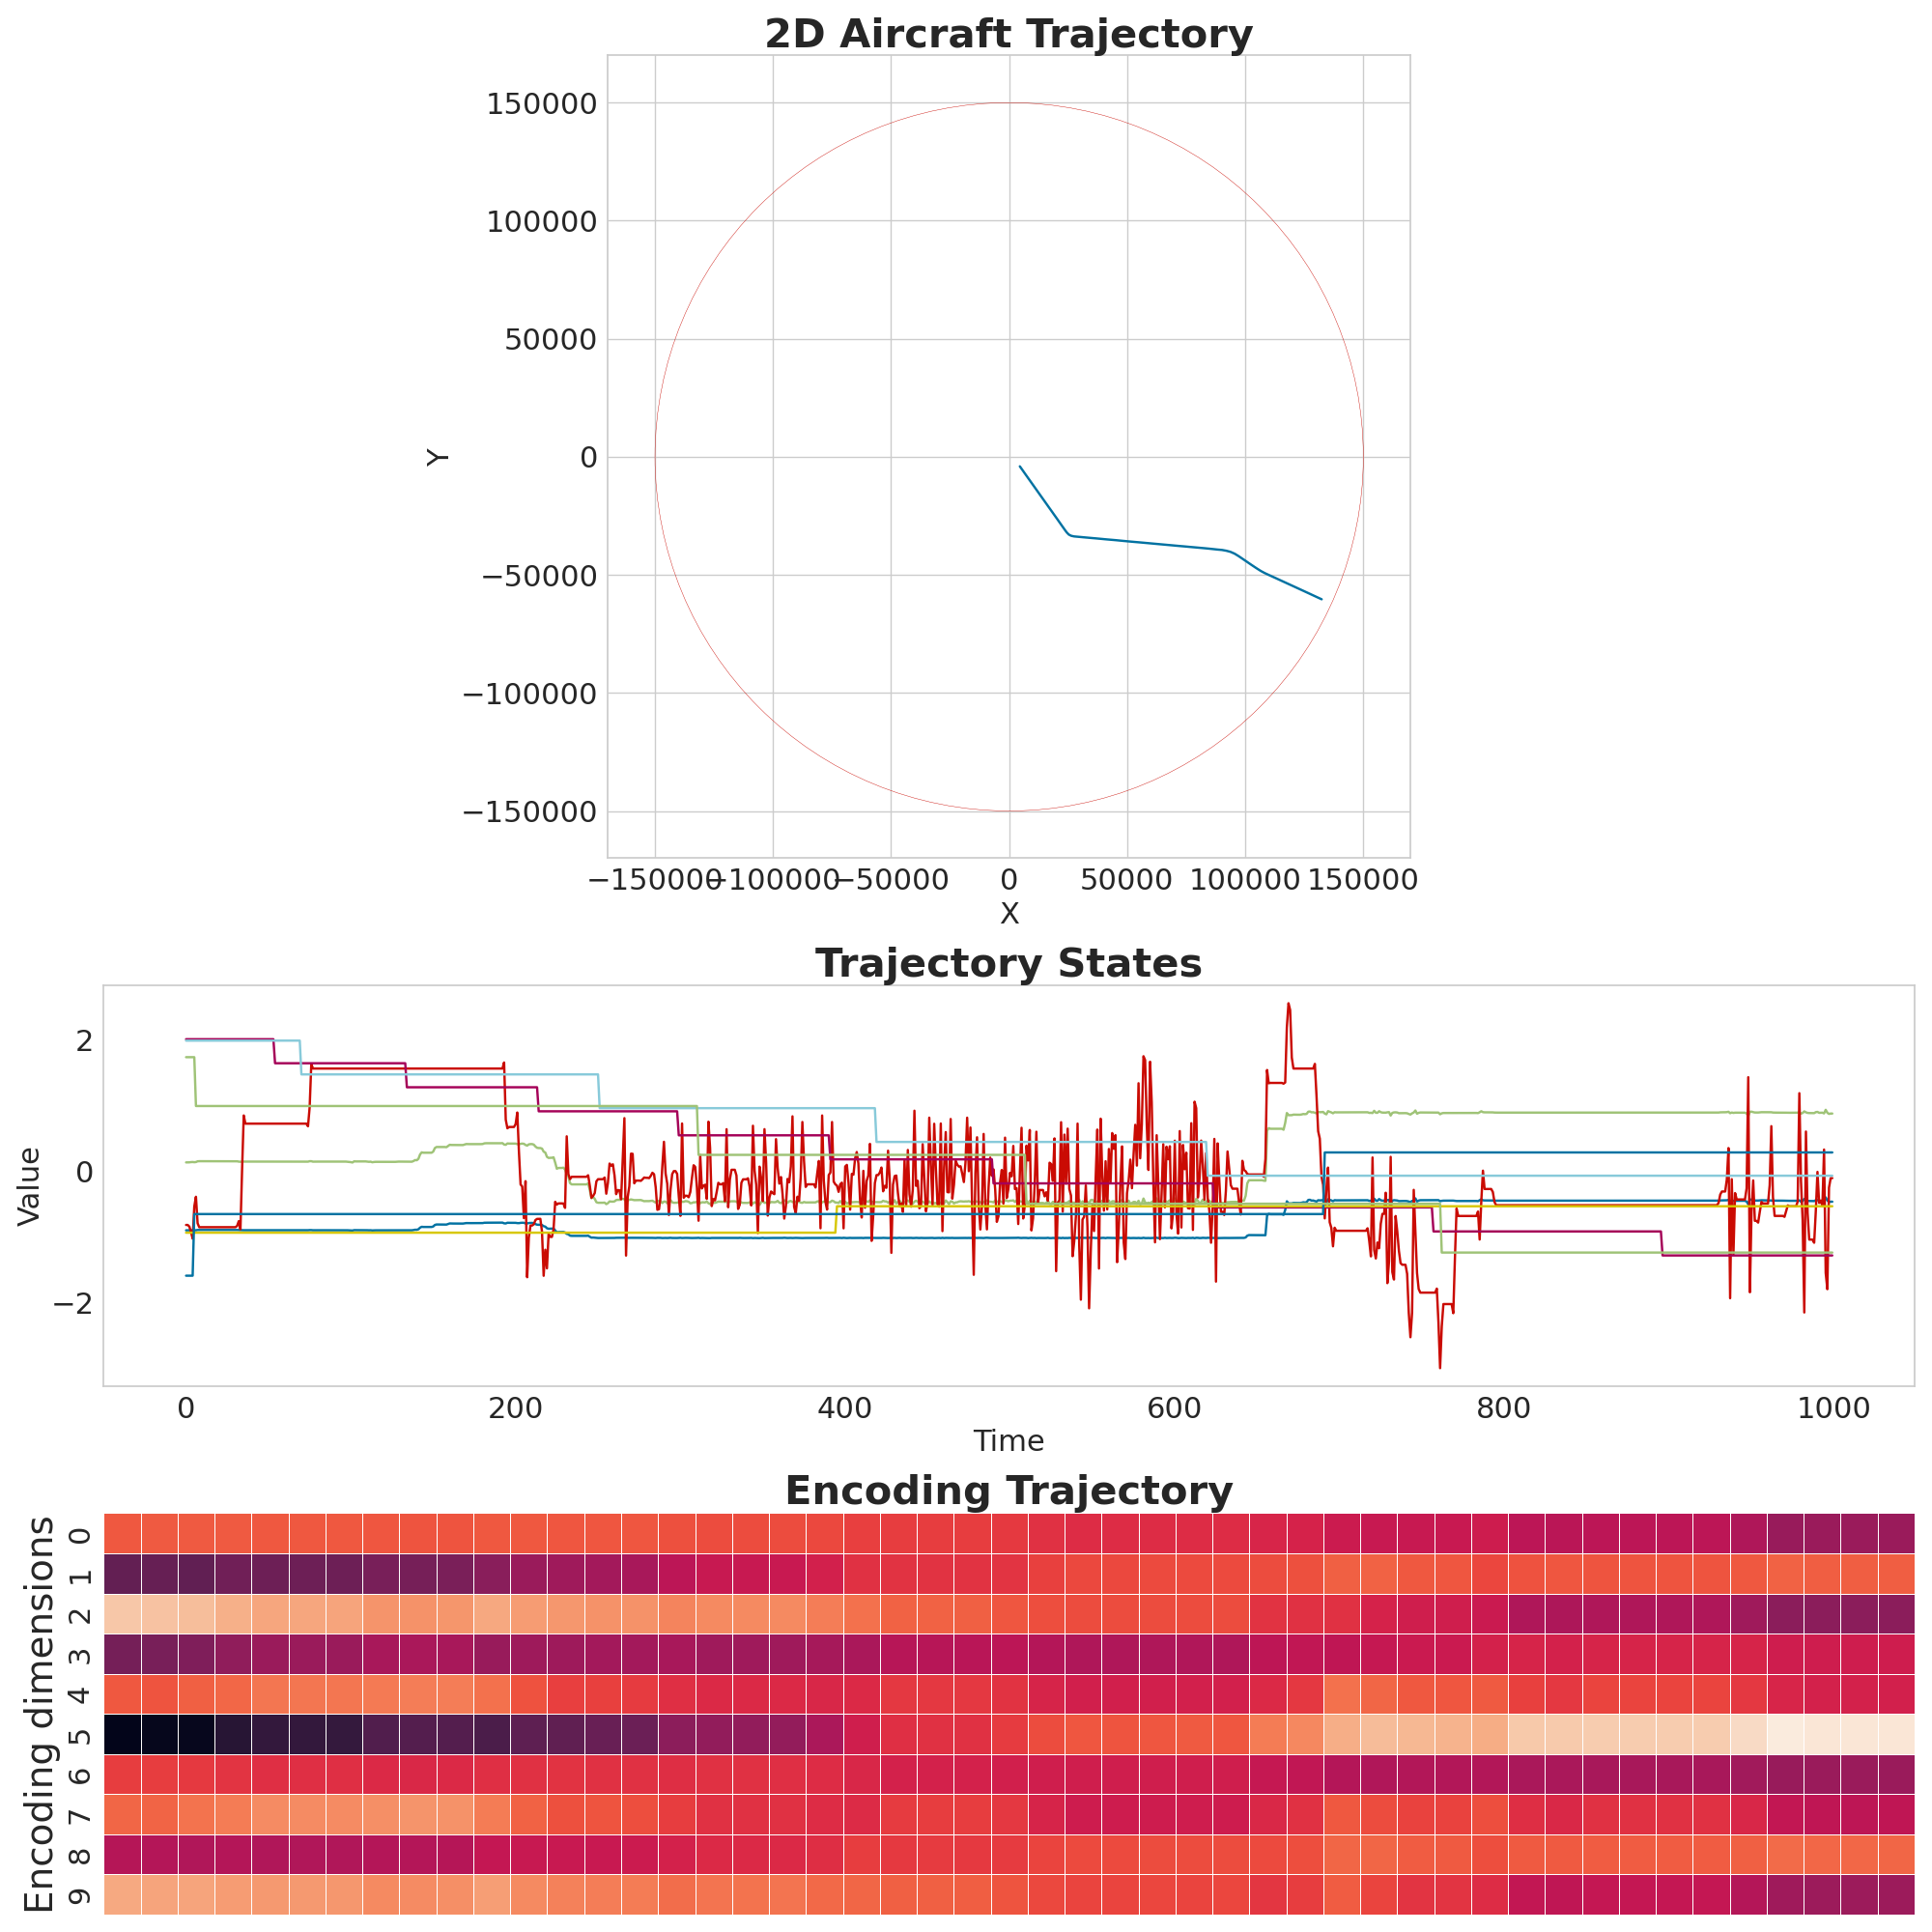 2D Aircraft Trajectory
150000
100000
50000
0
−50000
−100000
−150000
Y
−150000 −100000 −50000 0 50000 100000 150000
X
Trajectory States
2
0
−2
Value
0 200 400 600 800 1000
Time
Encoding Trajectory
Encoding dimensions
0
1
2
3
4
5
6
7
8
9